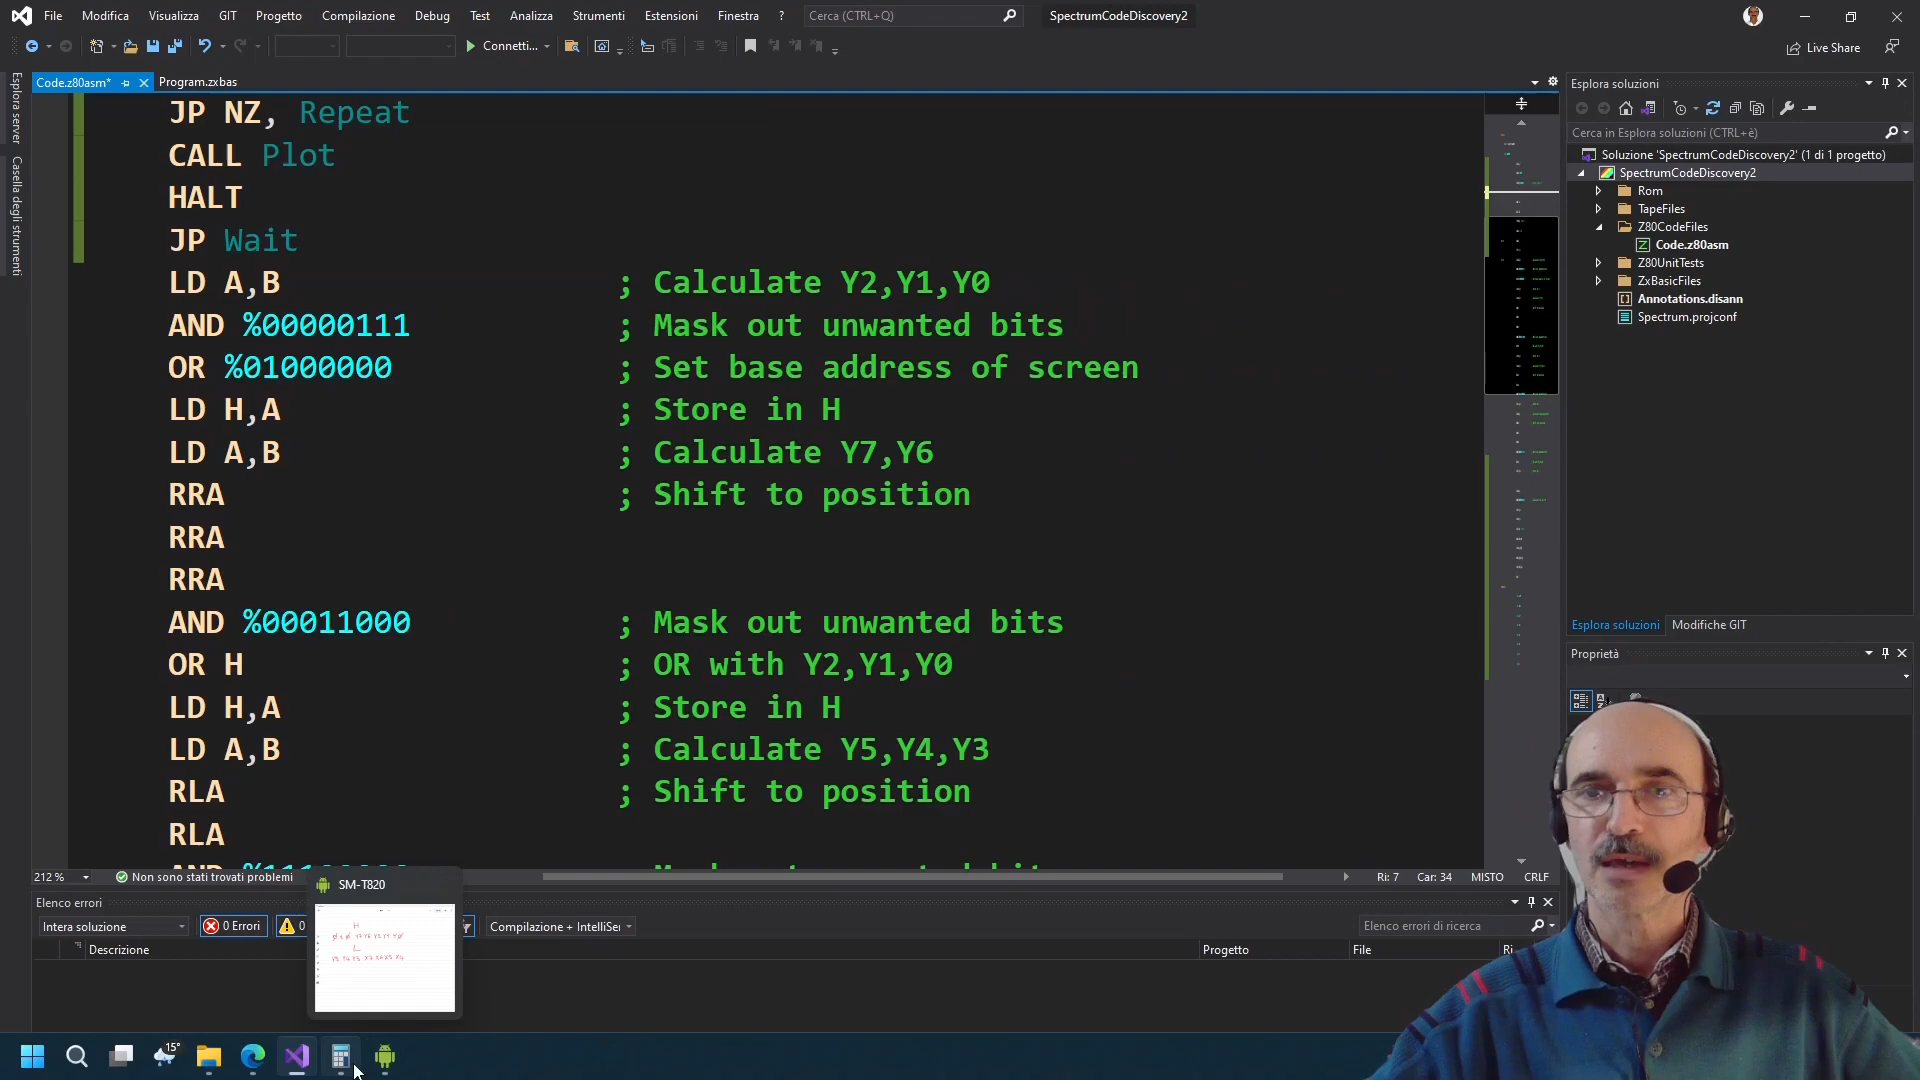 File Modifica Visualizza GIT Progetto Compilazione Debug Test Analizza Strumenti Estensioni Finestra ? Cerca (CTRL+Q) SpectrumCodeDiscovery2
Connetti... Live Share
Esplora server
Casella degli strumenti
Code.z80asm* Program.zxbas
JP NZ, Repeat
CALL Plot
HALT
JP Wait
LD A,B ; Calculate Y2,Y1,Y0
AND %00000111 ; Mask out unwanted bits
OR %01000000 ; Set base address of screen
LD H,A ; Store in H
LD A,B ; Calculate Y7,Y6
RRA ; Shift to position
RRA
RRA
AND %00011000 ; Mask out unwanted bits
OR H ; OR with Y2,Y1,Y0
LD H,A ; Store in H
LD A,B ; Calculate Y5,Y4,Y3
RLA ; Shift to position
RLA
212 % Non sono stati trovati problemi Ri: 7 Car: 34 MISTO CRLF
Esplora soluzioni
Cerca in Esplora soluzioni (CTRL+è)
Soluzione 'SpectrumCodeDiscovery2' (1 di 1 progetto)
SpectrumCodeDiscovery2
Rom
TapeFiles
Z80CodeFiles
Code.z80asm
Z80UnitTests
ZxBasicFiles
Annotations.disann
Spectrum.projconf
Esplora soluzioni Modifiche GIT
Proprietà
Elenco errori
Intera soluzione 0 Errori 0 Compilazione + IntelliSe Elenco errori di ricerca
Descrizione Progetto File Ri
SM-T820
H
L
15°